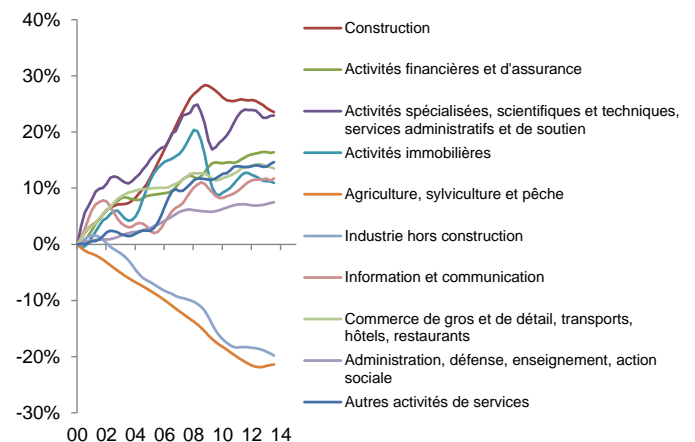 40%
30%
20%
10%
0%
-10%
-20%
-30%
00 02 04 06 08 10 12 14
Construction
Activités financières et d'assurance
Activités spécialisées, scientifiques et techniques,
services administratifs et de soutien
Activités immobilières
Agriculture, sylviculture et pêche
Industrie hors construction
Information et communication
Commerce de gros et de détail, transports,
hôtels, restaurants
Administration, défense, enseignement, action
sociale
Autres activités de services